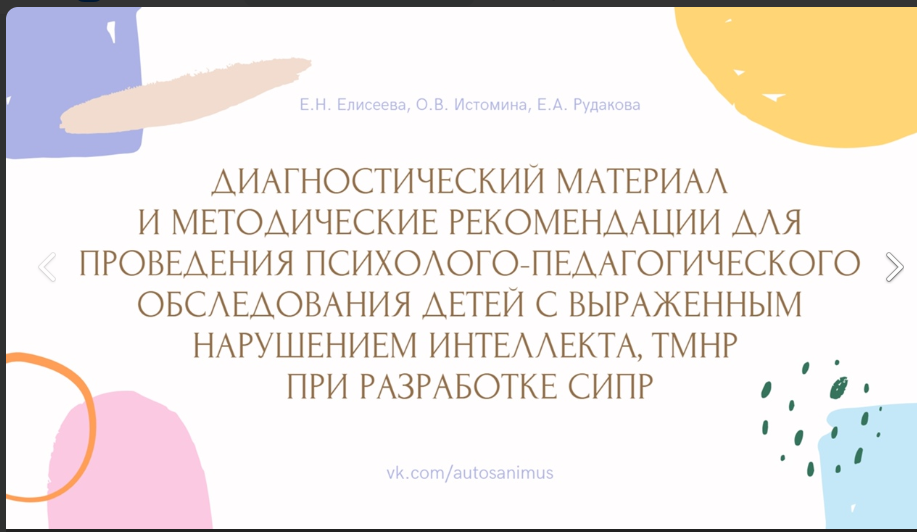 Е.Н. Елисеева, О.В. Истомина, Е.А. Рудакова
ДИАГНОСТИЧЕСКИЙ МАТЕРИАЛ
И МЕТОДИЧЕСКИЕ РЕКОМЕНДАЦИИ ДЛЯ
ПРОВЕДЕНИЯ ПСИХОЛОГО-ПЕДАГОГИЧЕСКОГО
ОБСЛЕДОВАНИЯ ДЕТЕЙ С ВЫРАЖЕННЫМ
НАРУШЕНИЕМ ИНТЕЛЛЕКТА, ТМНР
ПРИ РАЗРАБОТКЕ СИПР
vk.com/autosanimus